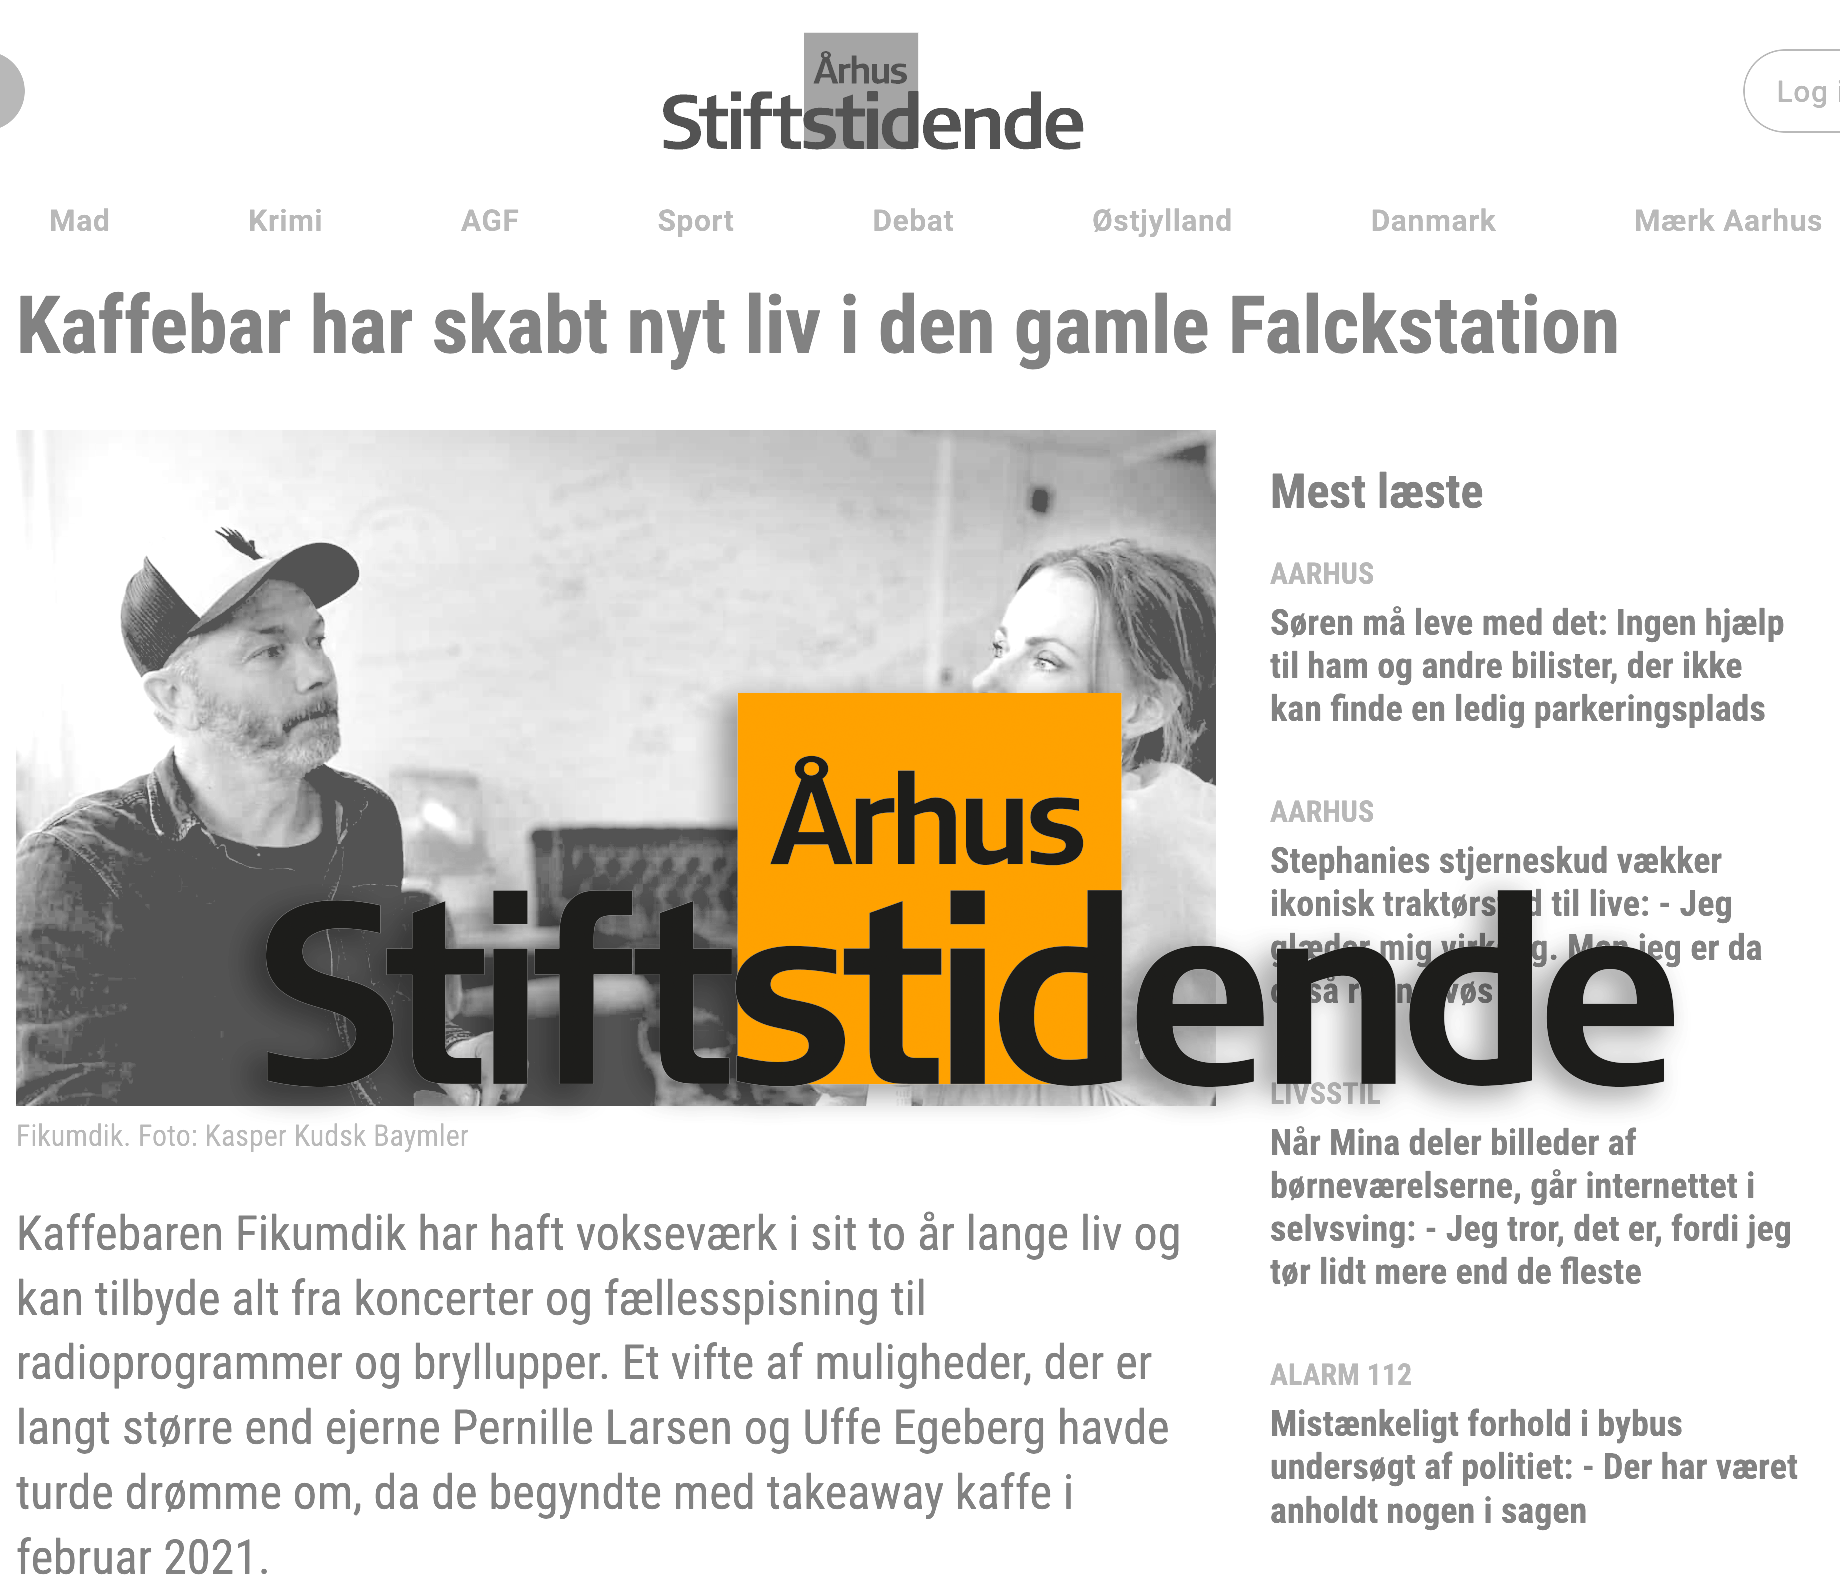 Århus
Stiftstidende
Log
Mad Krimi AGF Sport Debat Østjylland Danmark Mærk Aarhus
Kaffebar har skabt nyt liv i den gamle Falckstation
Mest læste
AARHUS
Søren må leve med det: Ingen hjælp
til ham og andre bilister, der ikke
kan finde en ledig parkeringsplads
AARHUS
Stephanies stjerneskud vækker
ikonisk til live: - Jeg
mig jeg er da
Århus
Stiftstidende
LIVSSTIL
Når Mina deler billeder af
børneværelserne, går internettet i
selvsving: - Jeg tror, det er, fordi jeg
tør lidt mere end de fleste
ALARM 112
Mistænkeligt forhold i bybus
undersøgt af politiet: - Der har været
anholdt nogen i sagen
Fikumdik. Foto: Kasper Kudsk Baymler
Kaffebaren Fikumdik har haft vokseværk i sit to år lange liv og
kan tilbyde alt fra koncerter og fællesspisning til
radioprogrammer og bryllupper. Et vifte af muligheder, der er
langt større end ejerne Pernille Larsen og Uffe Egeberg havde
turde drømme om, da de begyndte med takeaway kaffe i
februar 2021.